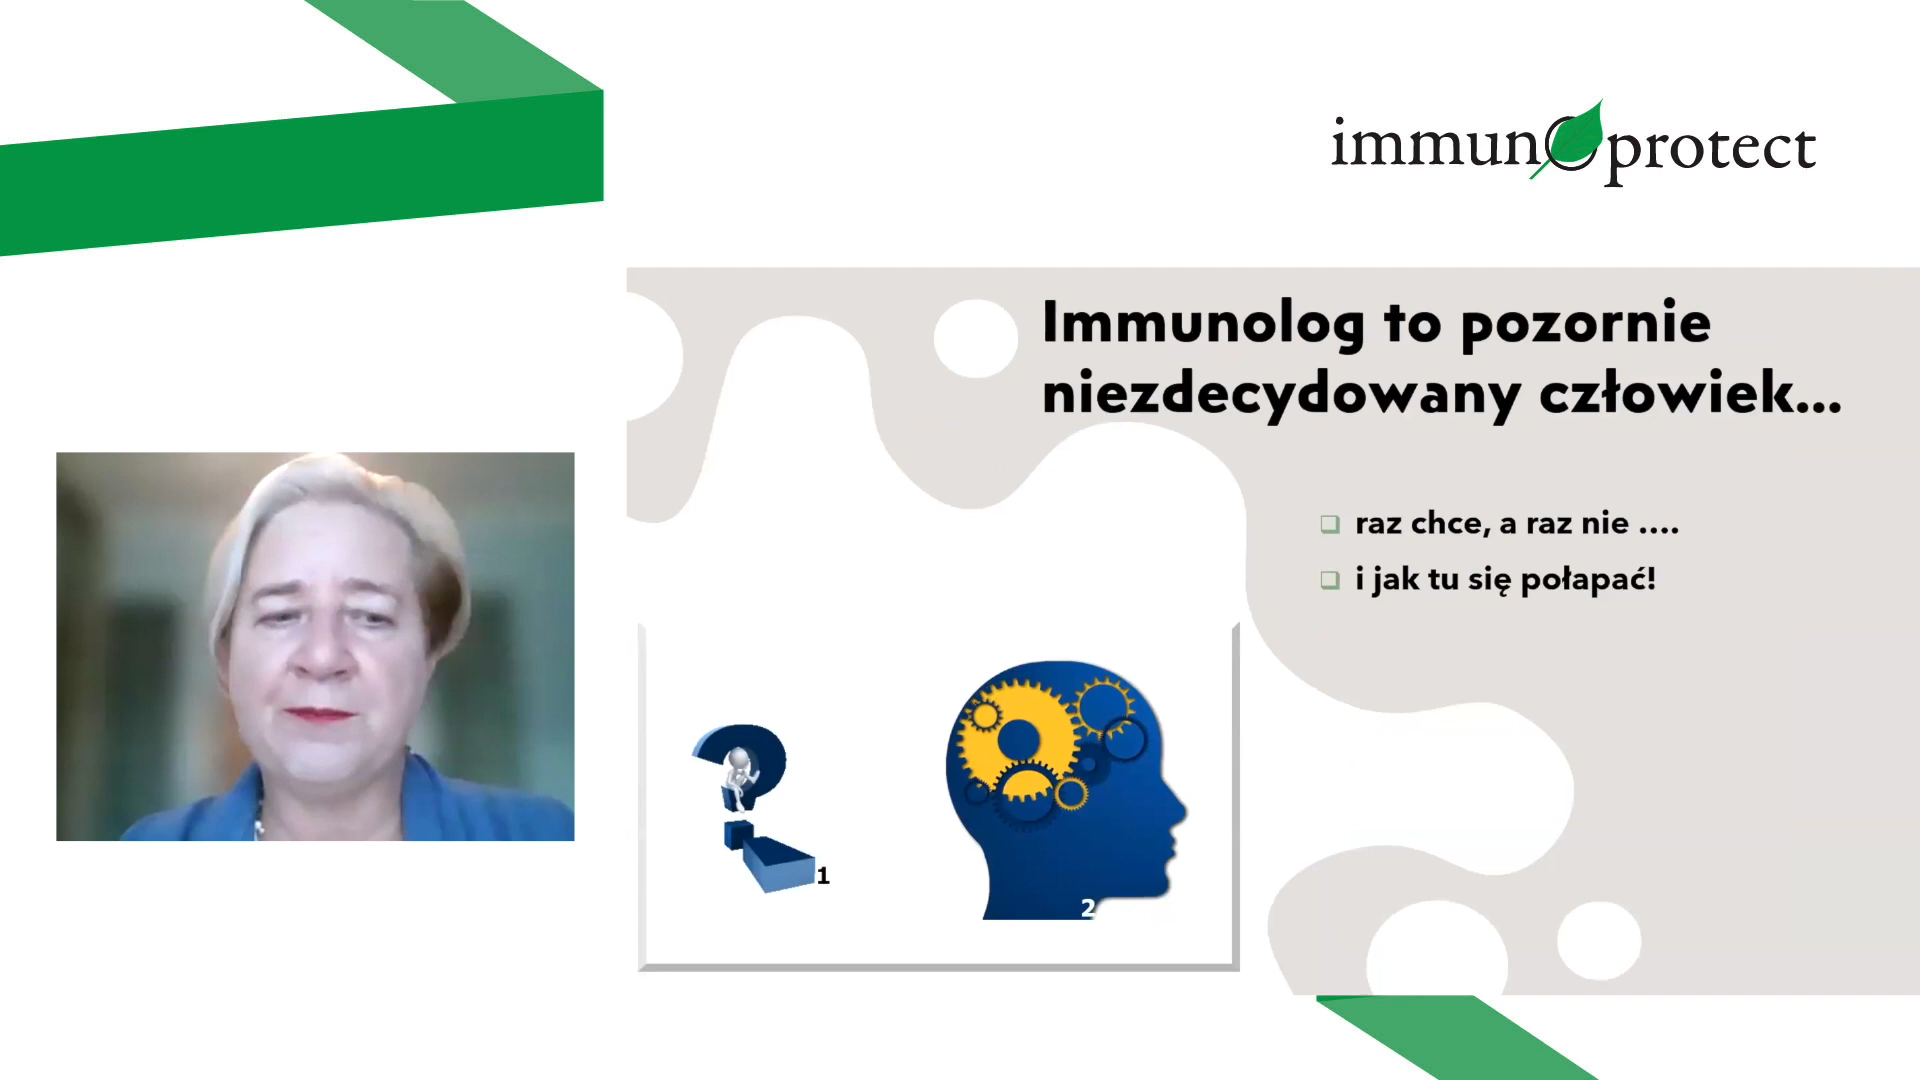 immunoprotect
Immunolog to pozornie
niezdecydowany człowiek...
❑ raz chce, a raz nie ....
❑ i jak tu się połapać!
1
2